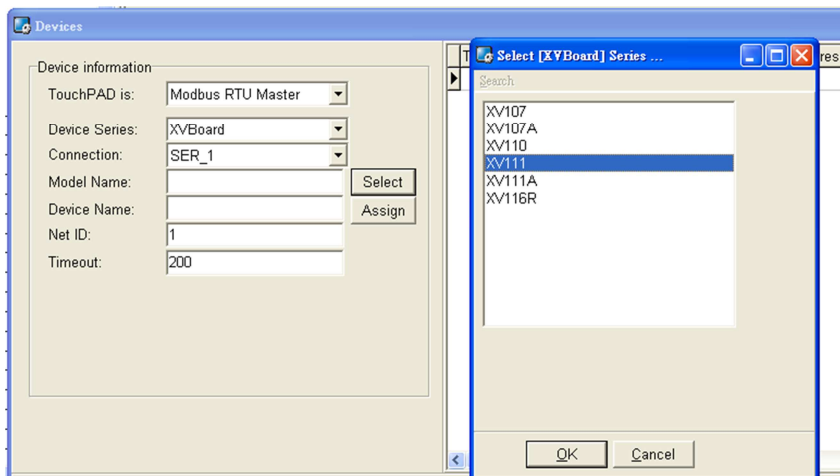 Devices
Device information
TouchPAD is: Modbus RTU Master
Device Series: XVBoard
Connection: SER_1
Model Name: Select
Device Name: Assign
Net ID: 1
Timeout: 200
T
res
Select [XVBoard] Series ...
Search
XV107
XV107A
XV110
XV111
XV111A
XV116R
OK Cancel